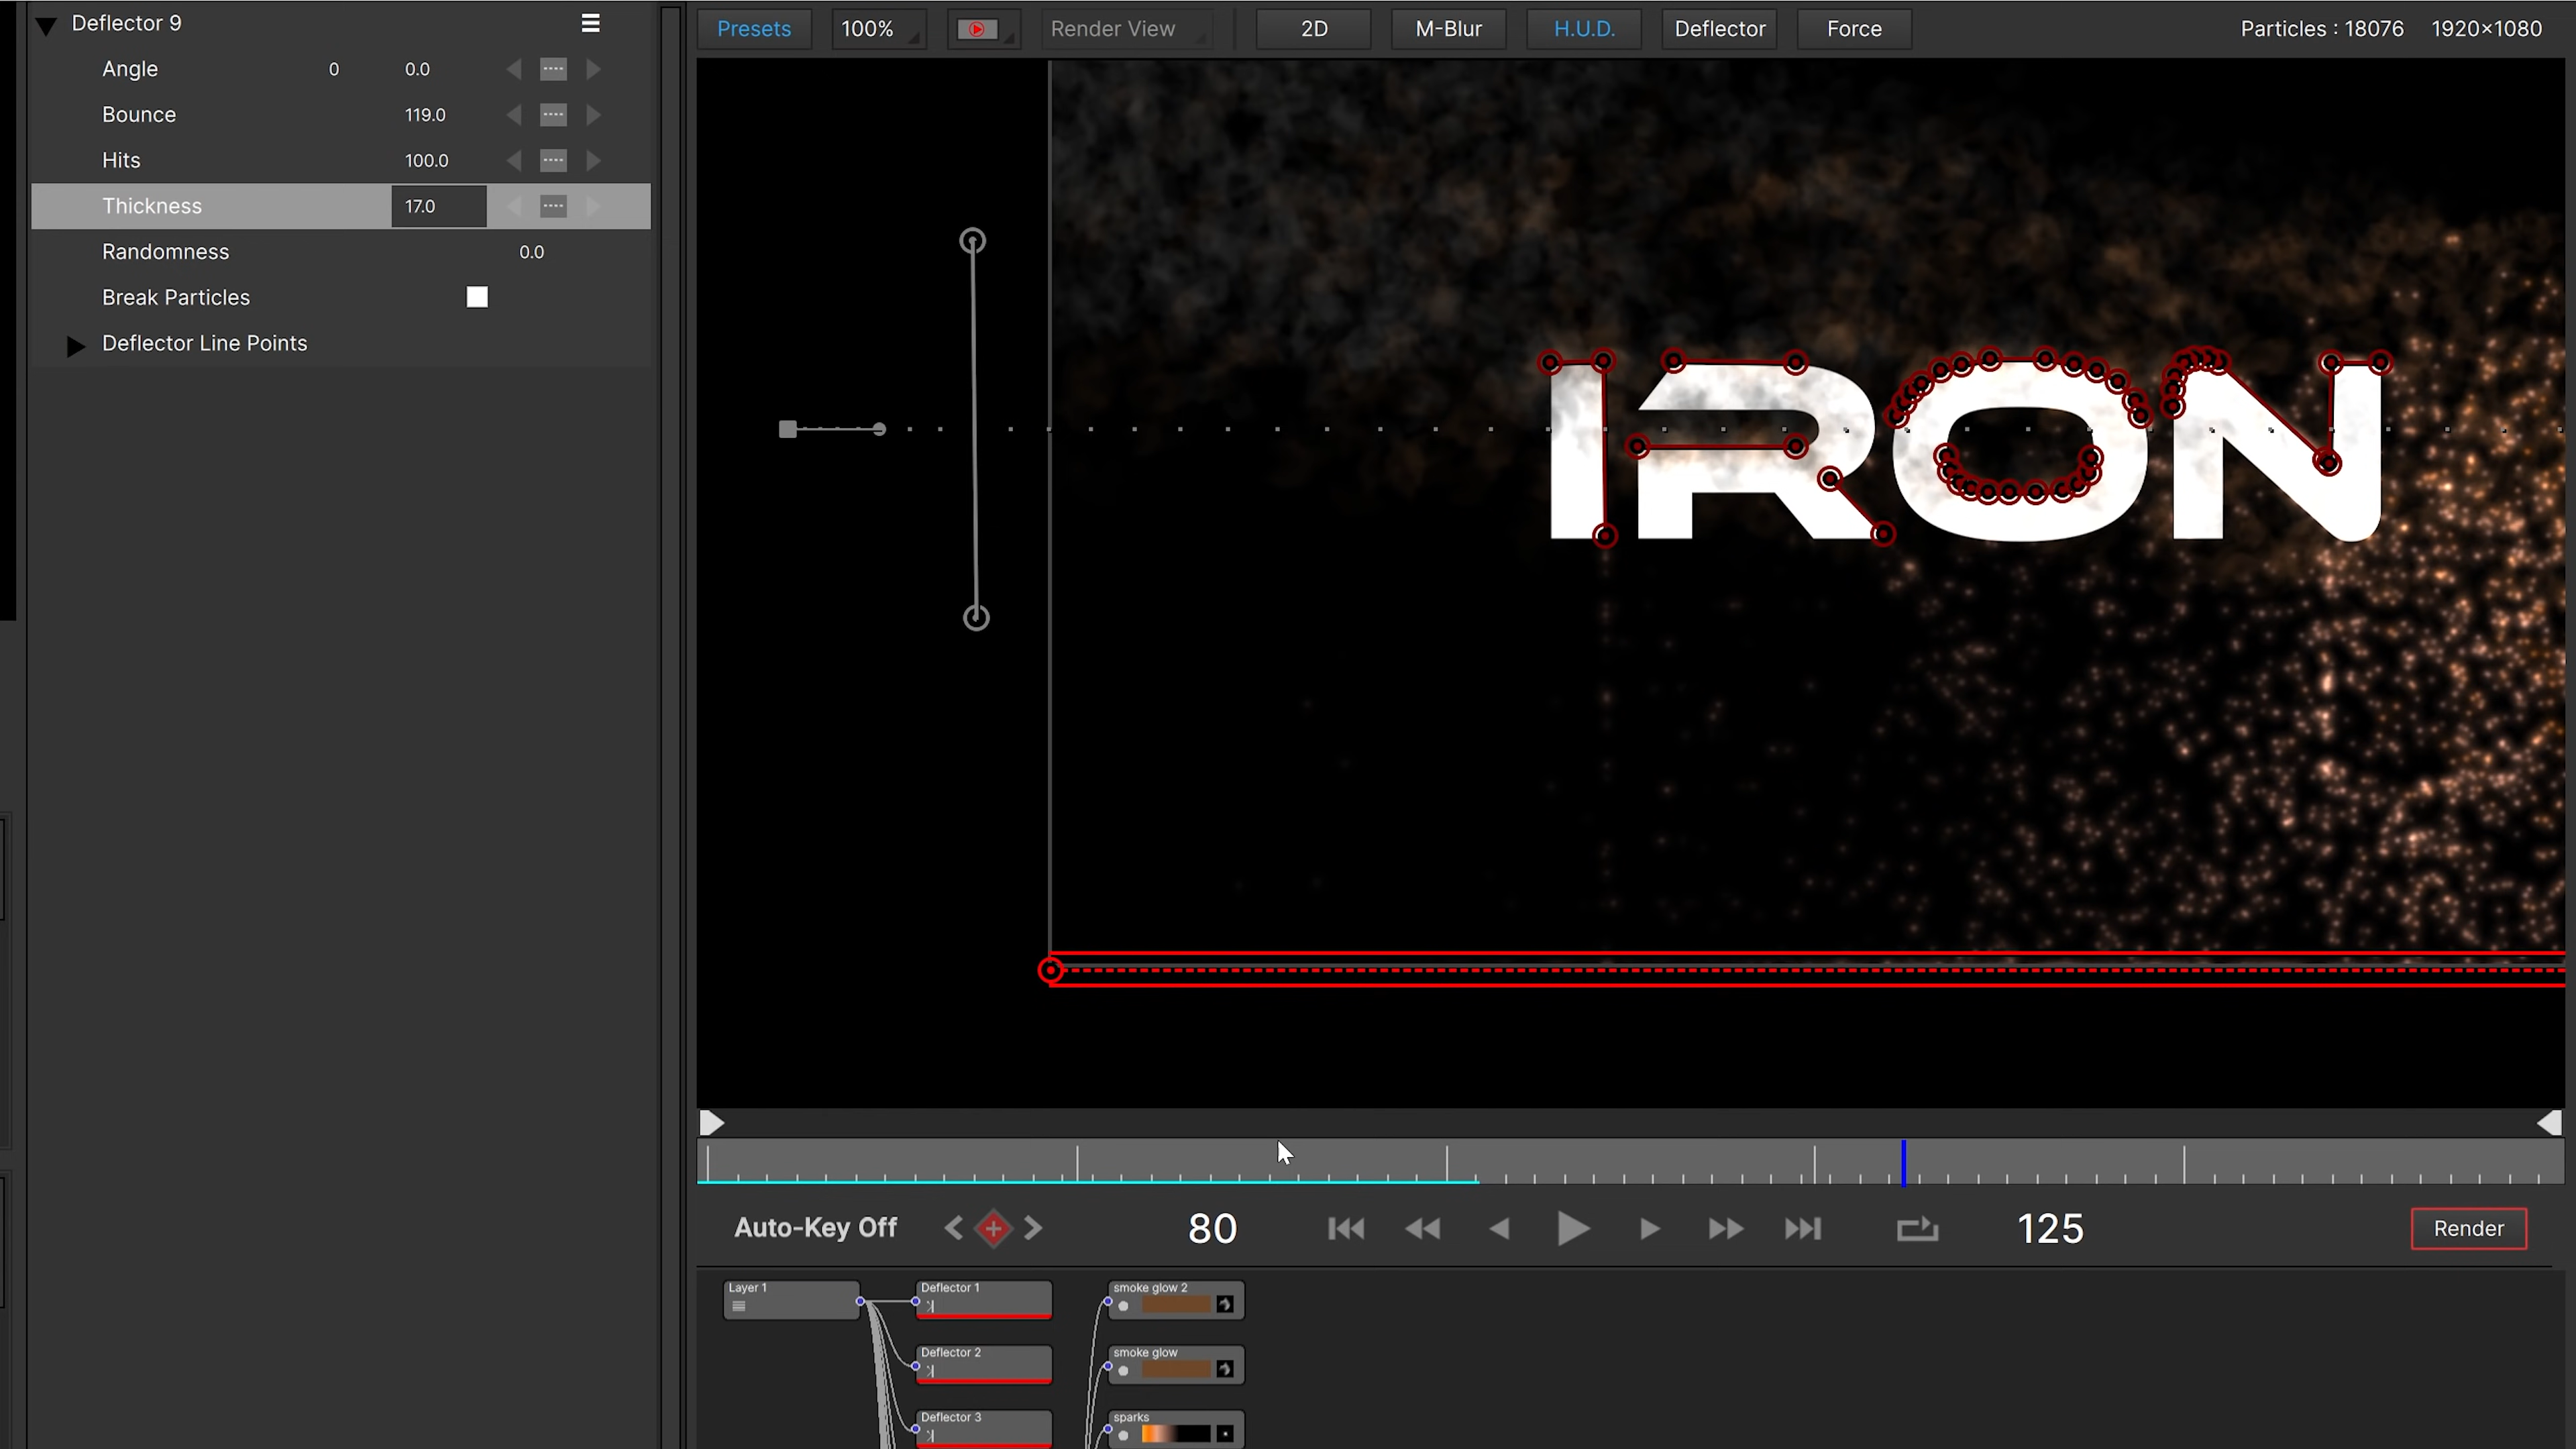 Deflector 9
Angle 0 0.0
Bounce 119.0
Hits 100.0
Thickness 17.0
Randomness 0.0
Break Particles
Deflector Line Points
Presets 100% Render View 2D M-Blur H.U.D. Deflector Force Particles : 18076 1920×1080
IRON
Auto-Key Off 80 125 Render
Layer 1 Deflector 1 smoke glow 2
Deflector 2 smoke glow
Deflector 3 sparks